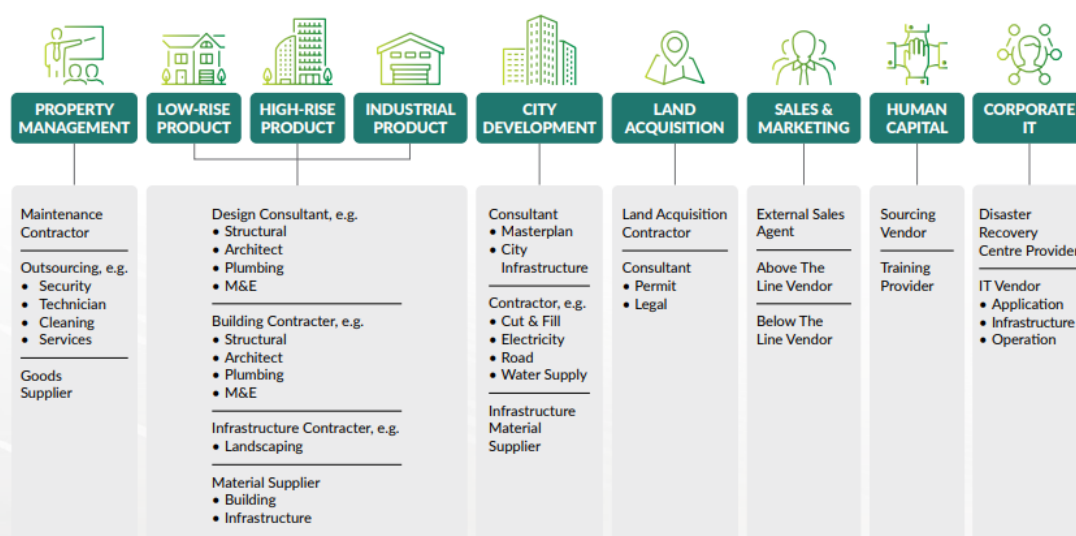 PROPERTY
MANAGEMENT
LOW-RISE
PRODUCT
HIGH-RISE
PRODUCT
INDUSTRIAL
PRODUCT
CITY
DEVELOPMENT
LAND
ACQUISITION
SALES &
MARKETING
HUMAN
CAPITAL
CORPORATE
IT
Maintenance
Contractor
Outsourcing, e.g.
• Security
• Technician
• Cleaning
• Services
Goods
Supplier
Design Consultant, e.g.
• Structural
• Architect
• Plumbing
• M&E
Building Contracter, e.g.
• Structural
• Architect
• Plumbing
• M&E
Infrastructure Contracter, e.g.
• Landscaping
Material Supplier
• Building
• Infrastructure
Consultant
• Masterplan
• City
Infrastructure
Contractor, e.g.
• Cut & Fill
• Electricity
• Road
• Water Supply
Infrastructure
Material
Supplier
Land Acquisition
Contractor
Consultant
• Permit
• Legal
External Sales
Agent
Above The
Line Vendor
Below The
Line Vendor
Sourcing
Vendor
Training
Provider
Disaster
Recovery
Centre Provider
IT Vendor
• Application
• Infrastructure
• Operation